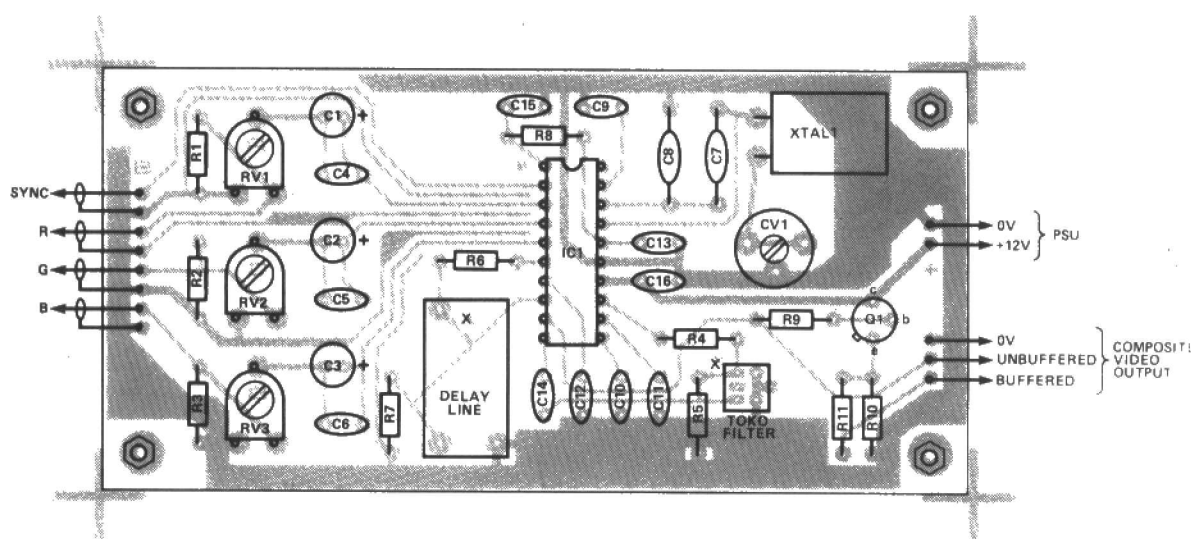 C15
C9
C1 +
R8
XTAL1
R1
C8
C7
RV1
C4
SYNC
R
G
B
C2 +
R2
RV2
C5
R6
IC1
C13
C16
CV1
0V
+12V
PSU
+
X
DELAY
LINE
c
Q1
b
e
R9
R4
0V
UNBUFFERED
BUFFERED
COMPOSIT
VIDEO
OUTPUT
C3 +
R3
RV3
C6
R7
C14
C12
C10
C11
R5
X
TOKO
FILTER
R11
R10